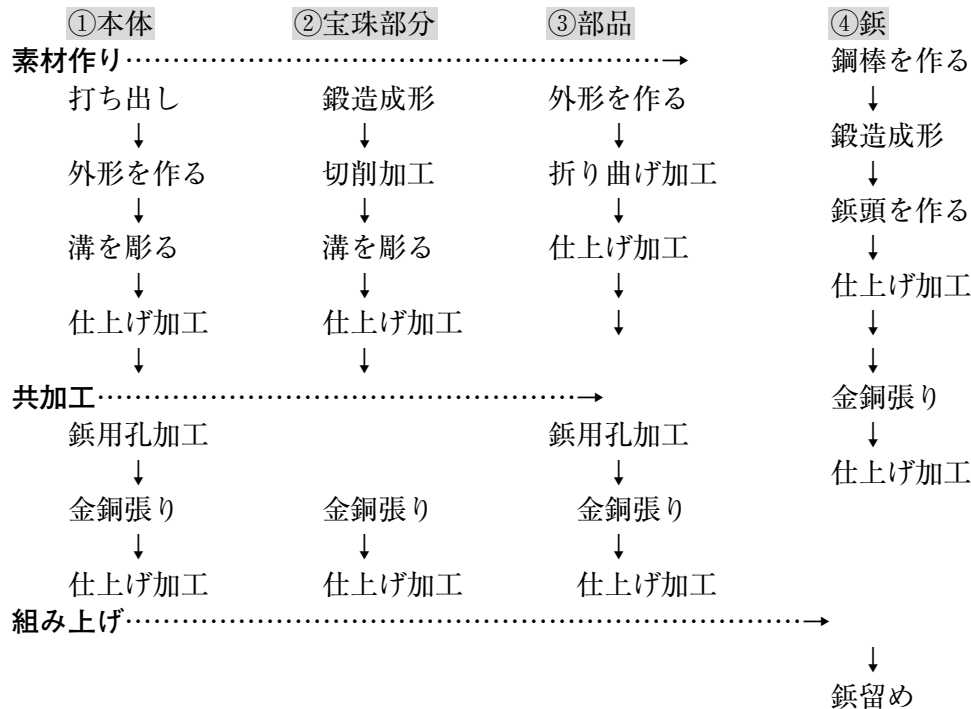 ①本体 ②宝珠部分 ③部品 ④鋲
素材作り……………………………………………………→ 鋼棒を作る
打ち出し 鍛造成形 外形を作る ↓
↓ ↓ ↓ 鍛造成形
外形を作る 切削加工 折り曲げ加工 ↓
↓ ↓ ↓ 鋲頭を作る
溝を彫る 溝を彫る 仕上げ加工 ↓
↓ ↓ ↓ 仕上げ加工
仕上げ加工 仕上げ加工 ↓ ↓
↓ ↓ ↓
共加工………………………………………………→ 金銅張り
鋲用孔加工 鋲用孔加工 ↓
↓ ↓ 仕上げ加工
金銅張り 金銅張り 金銅張り
↓ ↓ ↓
仕上げ加工 仕上げ加工 仕上げ加工
組み上げ…………………………………………………………………→
↓
鋲留め